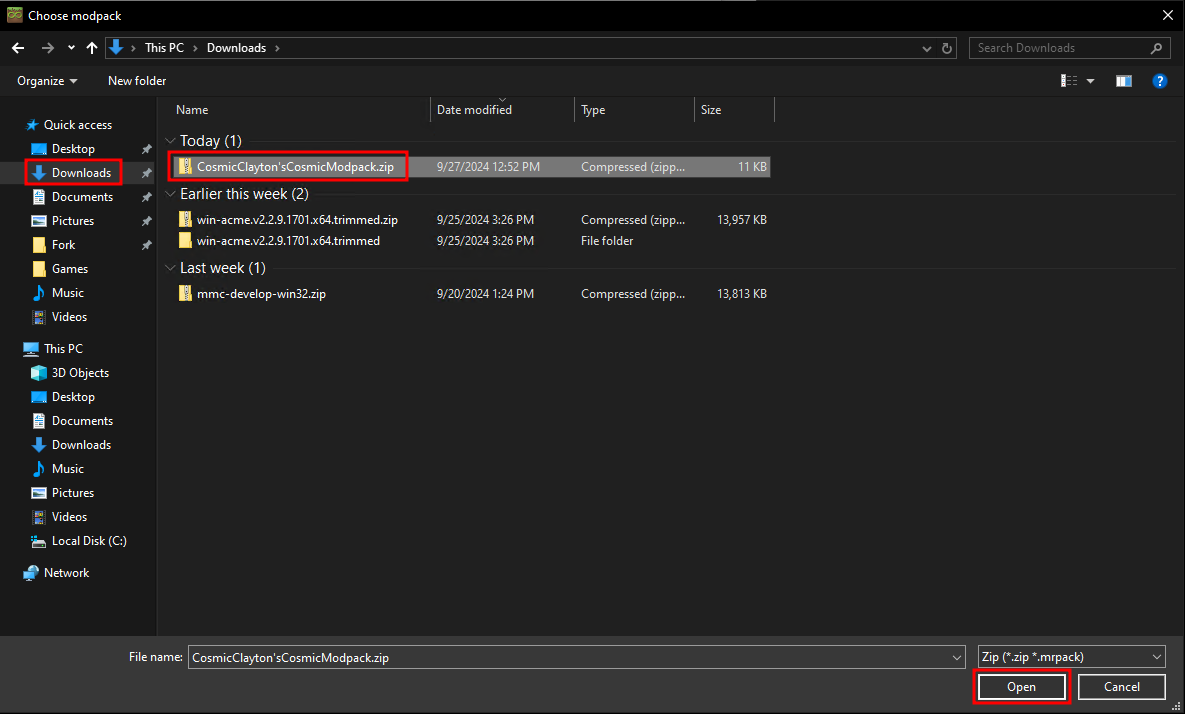 Choose modpack
This PC > Downloads >
Search Downloads
Organize New folder
Name Date modified Type Size
Quick access
Desktop
Downloads
Documents
Pictures
Fork
Games
Music
Videos
This PC
3D Objects
Desktop
Documents
Downloads
Music
Pictures
Videos
Local Disk (C:)
Network
Today (1)
CosmicClayton'sCosmicModpack.zip 9/27/2024 12:52 PM Compressed (zipp... 11 KB
Earlier this week (2)
win-acme.v2.2.9.1701.x64.trimmed.zip 9/25/2024 3:26 PM Compressed (zipp... 13,957 KB
win-acme.v2.2.9.1701.x64.trimmed 9/25/2024 3:26 PM File folder
Last week (1)
mmc-develop-win32.zip 9/20/2024 1:24 PM Compressed (zipp... 13,813 KB
File name: CosmicClayton'sCosmicModpack.zip Zip (*.zip *.mrpack)
Open Cancel